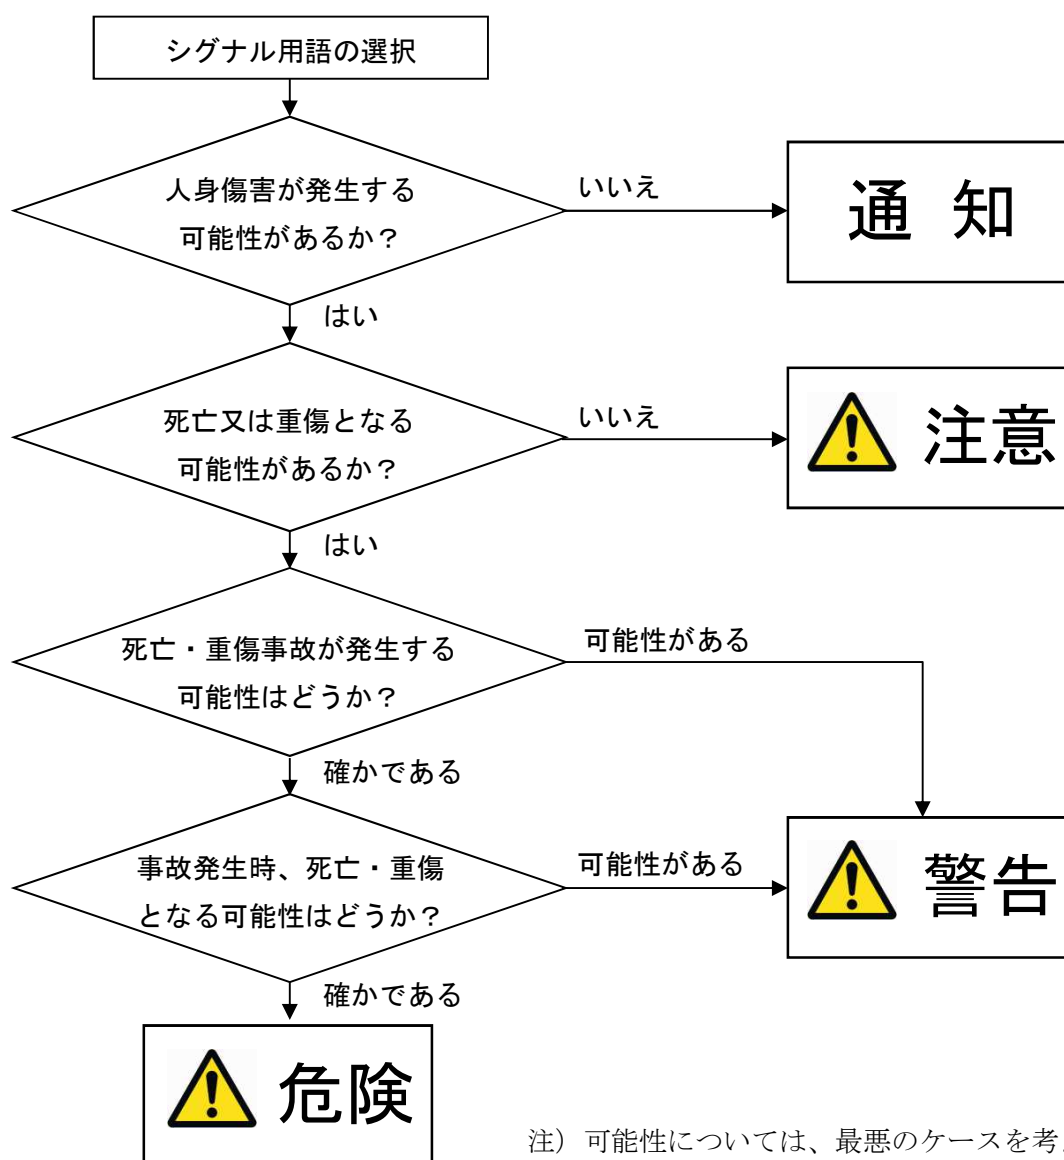 シグナル用語の選択
人身傷害が発生する
可能性があるか？
いいえ
通 知
はい
死亡又は重傷となる
可能性があるか？
いいえ
注意
はい
死亡・重傷事故が発生する
可能性はどうか？
可能性がある
確かである
事故発生時、死亡・重傷
となる可能性はどうか？
可能性がある
警告
確かである
危険
注）可能性については、最悪のケースを考